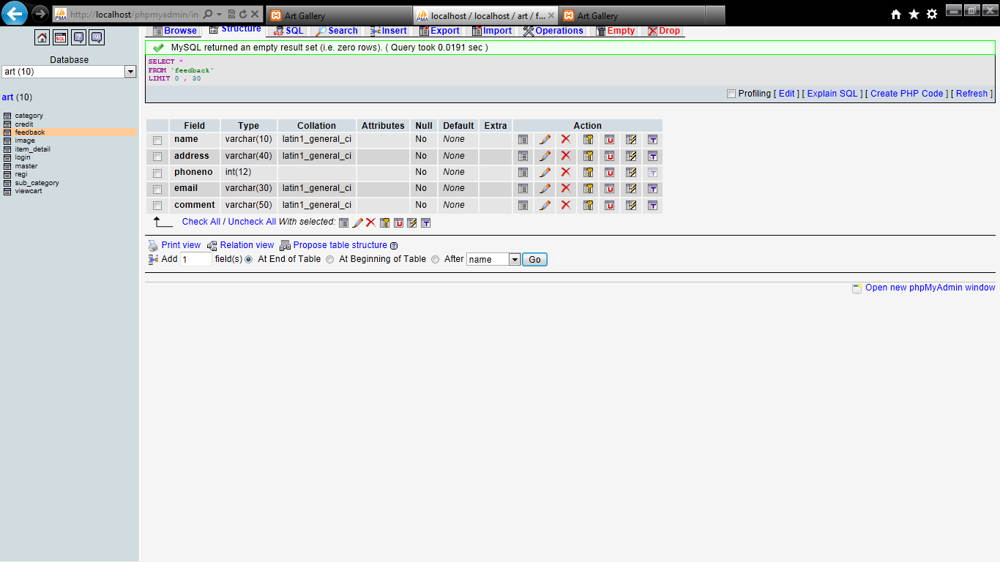 http://localhost/phpmyadmin/in
Art Gallery
localhost / localhost / art / f...
Art Gallery
Browse Structure SQL Search Insert Export Import Operations Empty Drop
Database
art (10)
art (10)
category
credit
feedback
image
item_detail
login
master
regi
sub_category
viewcart
MySQL returned an empty result set (i.e. zero rows). ( Query took 0.0191 sec )
SELECT *
FROM `feedback`
LIMIT 0 , 30
Profiling [ Edit ] [ Explain SQL ] [ Create PHP Code ] [ Refresh ]
Field Type Collation Attributes Null Default Extra Action
name varchar(10) latin1_general_ci No None
address varchar(40) latin1_general_ci No None
phoneno int(12) No None
email varchar(30) latin1_general_ci No None
comment varchar(50) latin1_general_ci No None
Check All / Uncheck All With selected:
Print view Relation view Propose table structure
Add 1 field(s) At End of Table At Beginning of Table After name Go
Open new phpMyAdmin window